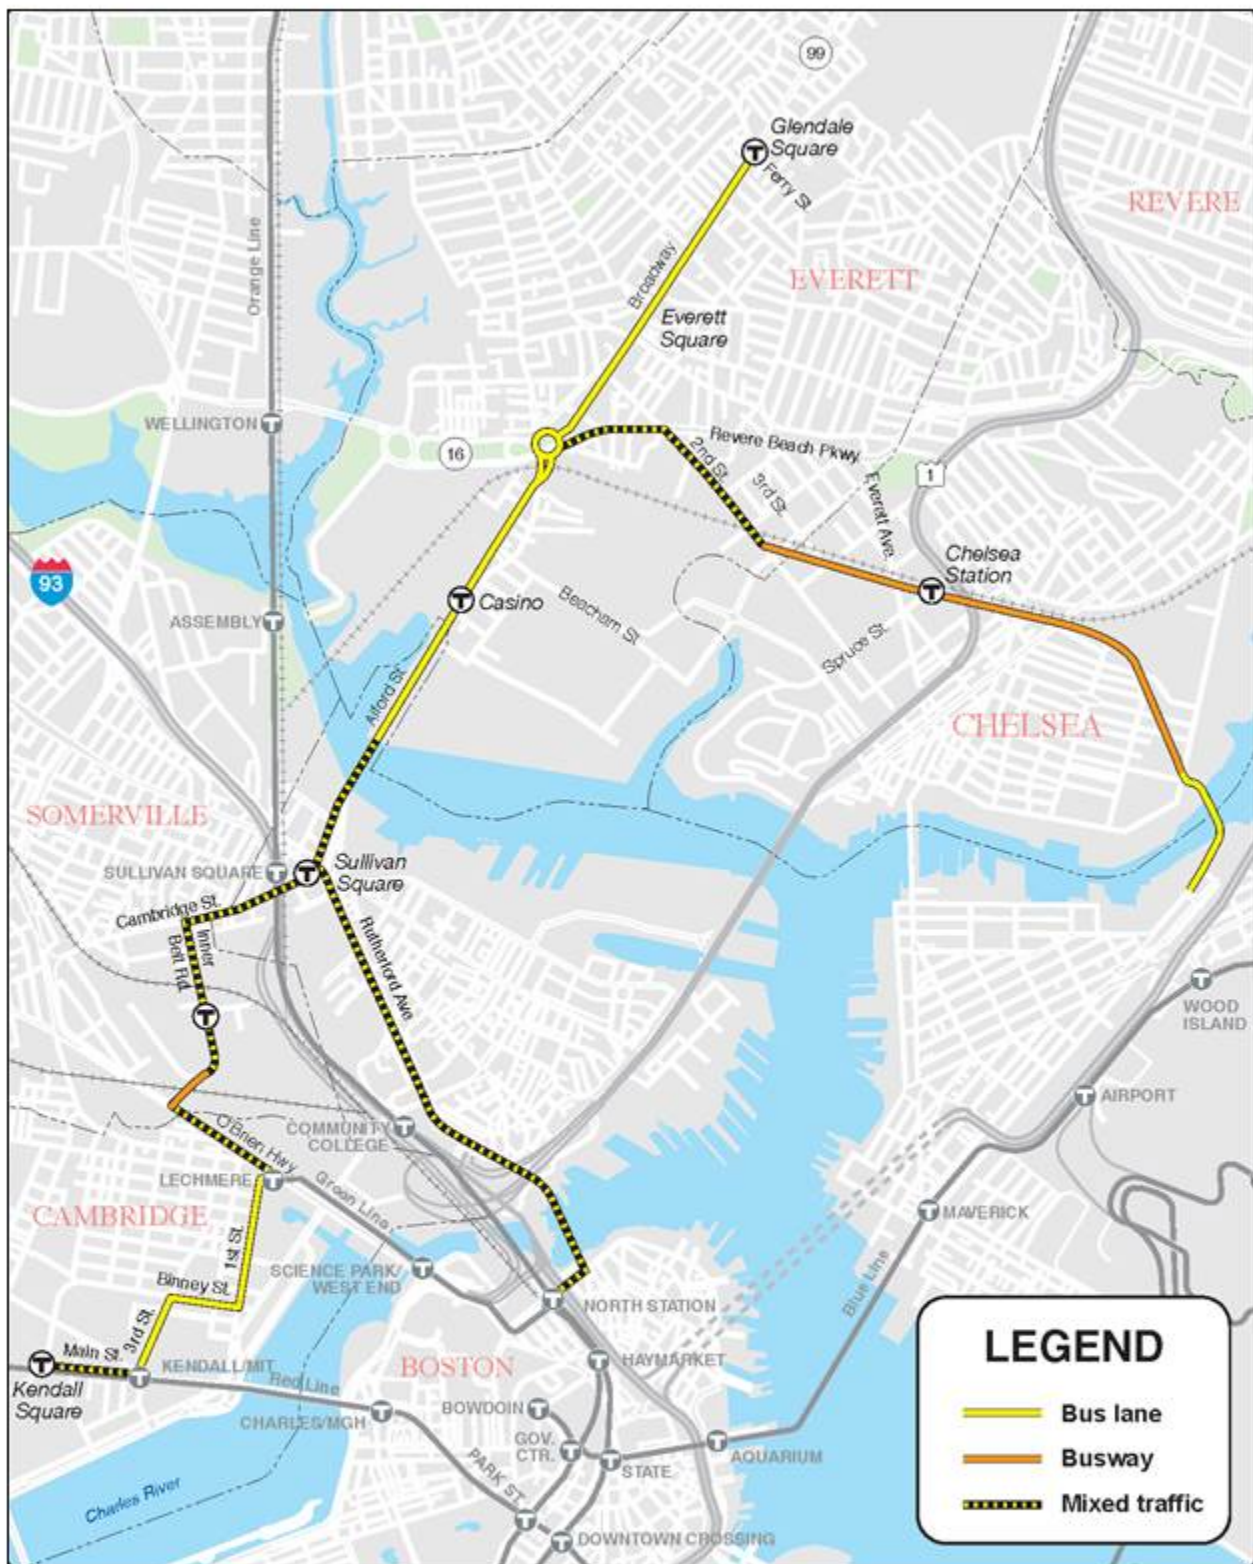 99
Glendale
Square
Ferry St.
REVERE
Orange Line
Broadway
EVERETT
Everett
Square
WELLINGTON
T
16
Revere Beach Pkwy
2nd St.
3rd St.
Everett Ave.
1
Chelsea
Station
93
ASSEMBLY
T
T
Casino
Beacham St.
T
Spruce St.
Alford St.
CHELSEA
SOMERVILLE
SULLIVAN SQUARE
T
T
Sullivan
Square
Cambridge St.
Inner
Belt Rd.
Rutherford Ave.
T
T
WOOD
ISLAND
T
AIRPORT
COMMUNITY
COLLEGE
T
O'Brien Hwy
LECHMERE
T
Green Line
CAMBRIDGE
1st St.
T
MAVERICK
SCIENCE PARK/
WEST END
T
Binney St.
3rd St.
T
NORTH STATION
Blue Line
Main St.
T
KENDALL/MIT
T
Kendall
Square
Red Line
BOSTON
T
HAYMARKET
CHARLES/MGH
T
BOWDOIN
T
GOV.
CTR.
T
T
STATE
T
AQUARIUM
PARK ST.
T
T
DOWNTOWN CROSSING
Charles River
LEGEND
Bus lane
Busway
Mixed traffic